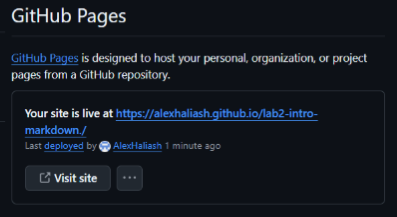 GitHub Pages
GitHub Pages is designed to host your personal, organization, or project
pages from a GitHub repository.
Your site is live at https://alexhaliash.github.io/lab2-intro-
markdown./
Last deployed by AlexHaliash 1 minute ago
Visit site